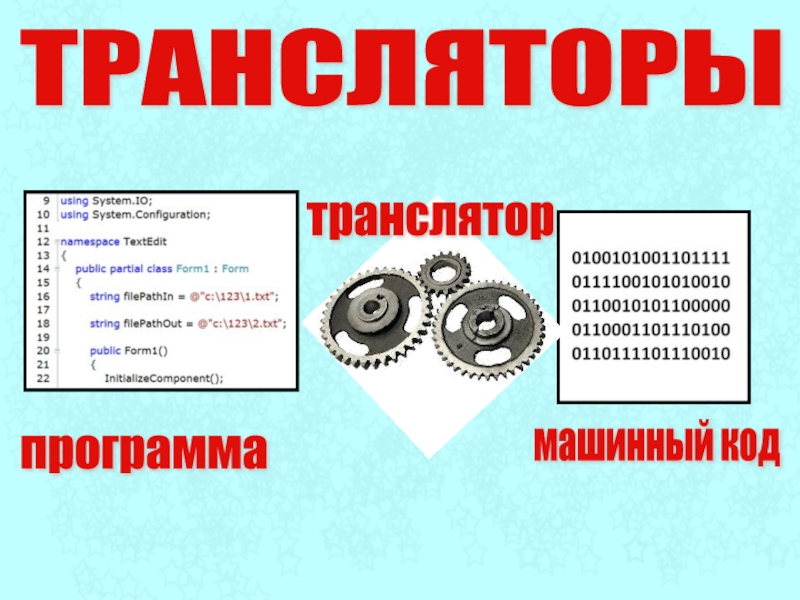 ТРАНСЛЯТОРЫ
9 using System.IO;
10 using System.Configuration;
11
12 namespace TextEdit
13 {
14 public partial class Form1 : Form
15 {
16 string filePathIn = @"c:\123\1.txt";
17
18 string filePathOut = @"c:\123\2.txt";
19
20 public Form1()
21 {
22 InitializeComponent();
транслятор
0100101001101111
0111100101010010
0110010101100000
0110001101110100
0110111101110010
программа
машинный код